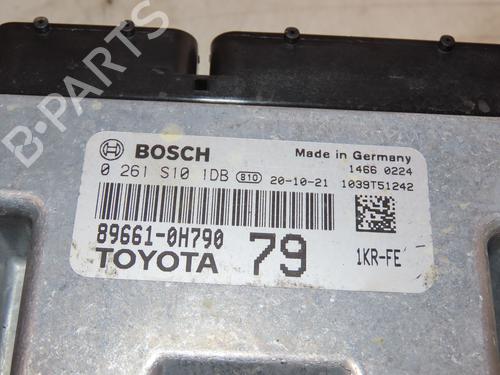 B-PARTS
BOSCH
Made in Germany
0 261 S10 1DB 810 20-10-21
1466 0224
1039T51242
89661-0H790
TOYOTA
79
1KR-FE